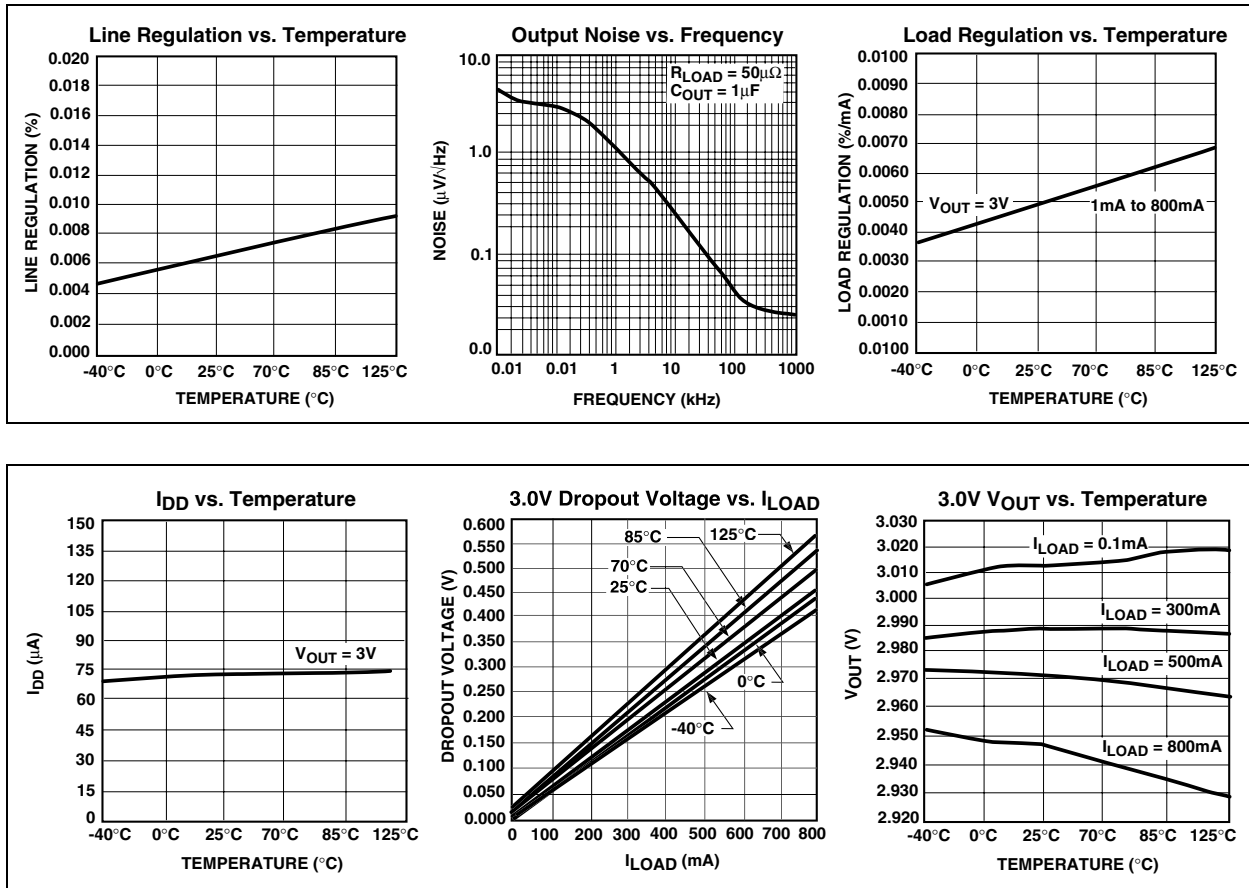 Line Regulation vs. Temperature
0.020
0.018
0.016
0.014
0.012
0.010
0.008
0.006
0.004
0.002
0.000
LINE REGULATION (%)
-40°C 0°C 25°C 70°C 85°C 125°C
TEMPERATURE (°C)
Output Noise vs. Frequency
10.0
1.0
0.1
0.0
NOISE (μV/√Hz)
RLOAD = 50μΩ
COUT = 1μF
0.01 0.01 1 10 100 1000
FREQUENCY (kHz)
Load Regulation vs. Temperature
0.0100
0.0090
0.0080
0.0070
0.0060
0.0050
0.0040
0.0030
0.0020
0.0010
0.0100
LOAD REGULATION (%/mA)
VOUT = 3V
1mA to 800mA
-40°C 0°C 25°C 70°C 85°C 125°C
TEMPERATURE (°C)
IDD vs. Temperature
150
135
120
105
90
75
60
45
30
15
0
IDD (μA)
VOUT = 3V
-40°C 0°C 25°C 70°C 85°C 125°C
TEMPERATURE (°C)
3.0V Dropout Voltage vs. ILOAD
0.600
0.550
0.500
0.450
0.400
0.350
0.300
0.250
0.200
0.150
0.100
0.050
0.000
DROPOUT VOLTAGE (V)
125°C
85°C
70°C
25°C
0°C
-40°C
0 100 200 300 400 500 600 700 800
ILOAD (mA)
3.0V VOUT vs. Temperature
3.030
3.020
3.010
3.000
2.990
2.980
2.970
2.960
2.950
2.940
2.930
2.920
VOUT (V)
ILOAD = 0.1mA
ILOAD = 300mA
ILOAD = 500mA
ILOAD = 800mA
-40°C 0°C 25°C 70°C 85°C 125°C
TEMPERATURE (°C)